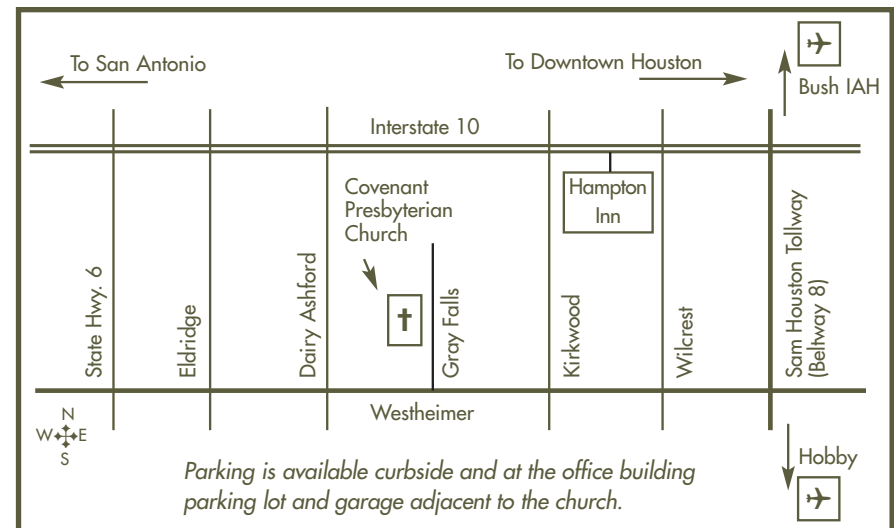 To San Antonio
To Downtown Houston
Bush IAH
Interstate 10
Covenant
Presbyterian
Church
Hampton
Inn
State Hwy. 6
Eldridge
Dairy Ashford
Gray Falls
Kirkwood
Wilcrest
Sam Houston Tollway
(Beltway 8)
Westheimer
N
W E
S
Hobby
Parking is available curbside and at the office building
parking lot and garage adjacent to the church.